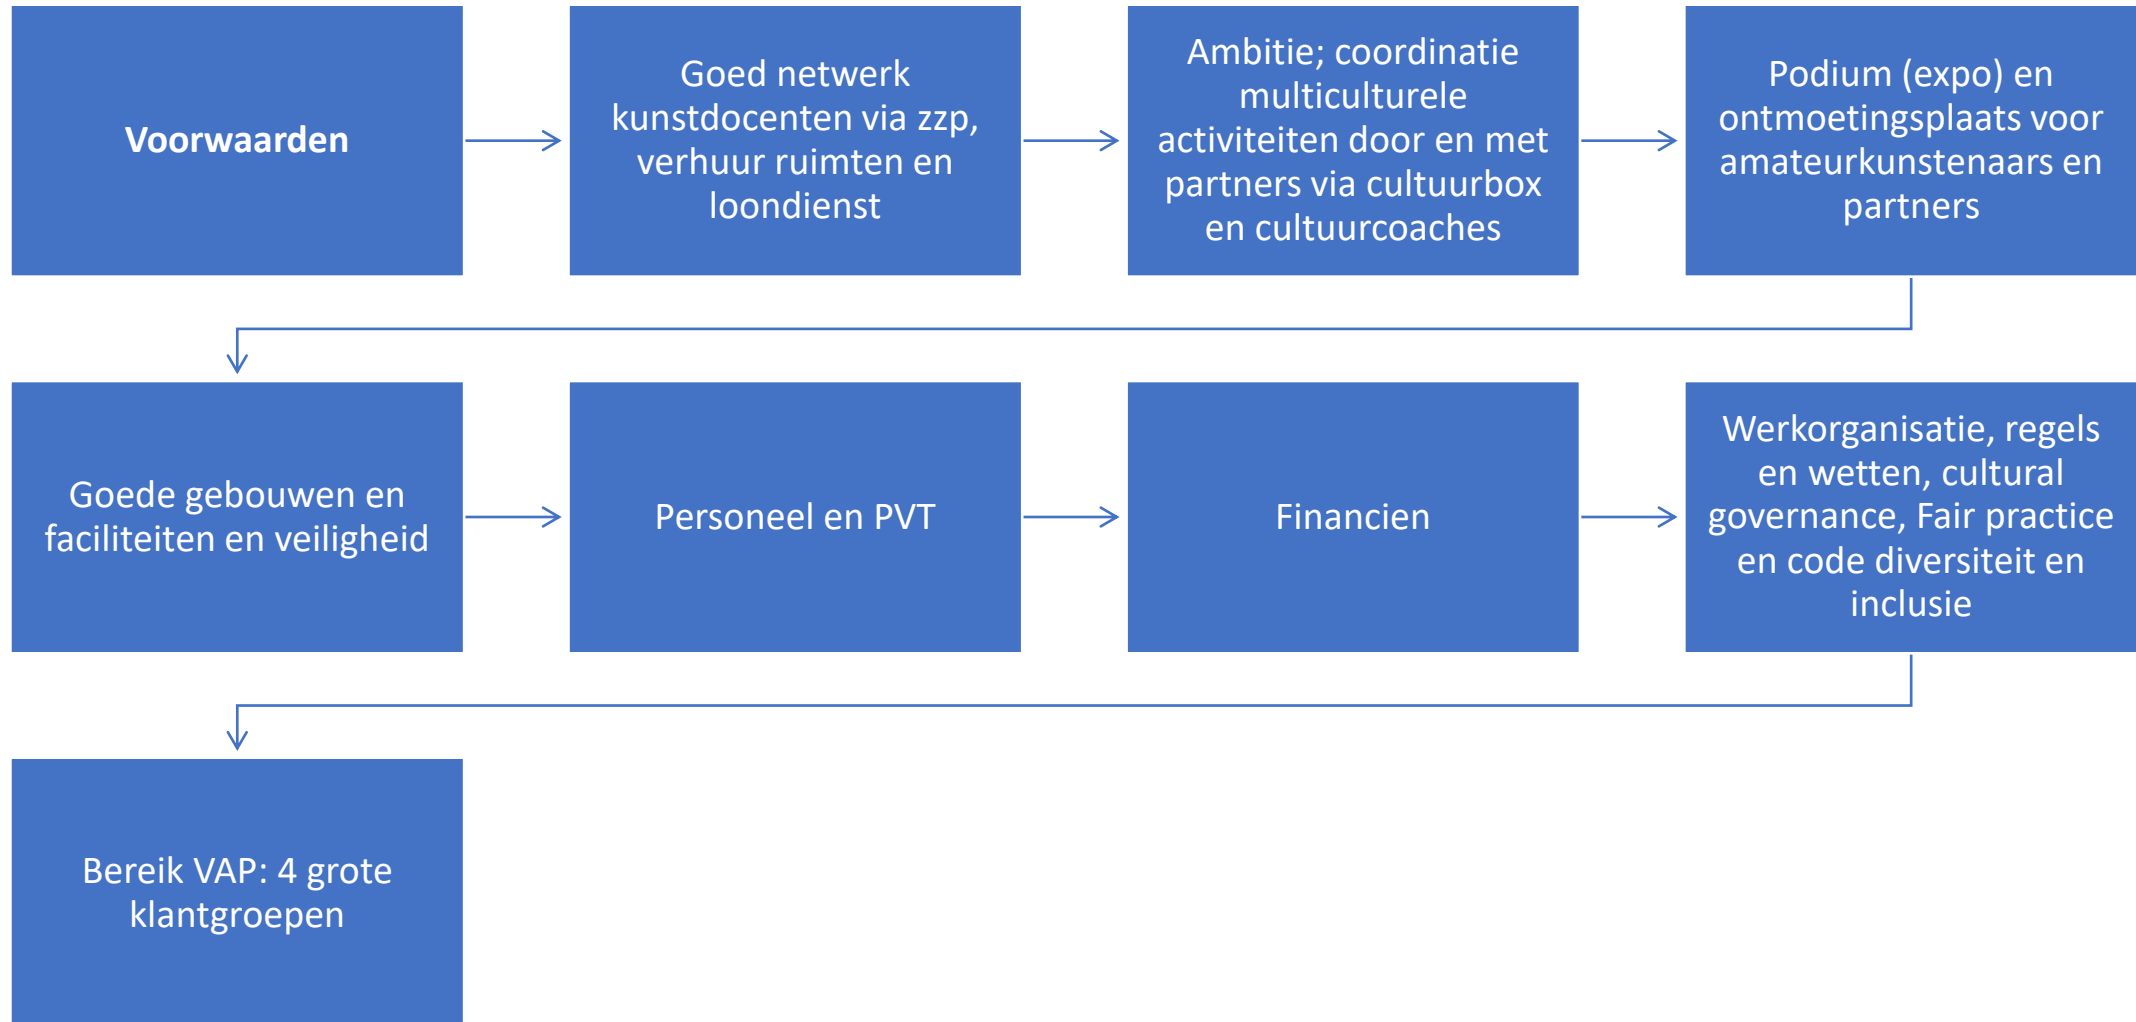 Voorwaarden
Goed netwerk
kunstdocenten via zzp,
verhuur ruimten en
loondienst
Ambitie; coordinatie
multiculturele
activiteiten door en met
partners via cultuurbox
en cultuurcoaches
Podium (expo) en
ontmoetingsplaats voor
amateurkunstenaars en
partners
Goede gebouwen en
faciliteiten en veiligheid
Personeel en PVT
Financien
Werkorganisatie, regels
en wetten, cultural
governance, Fair practice
en code diversiteit en
inclusie
Bereik VAP: 4 grote
klantgroepen